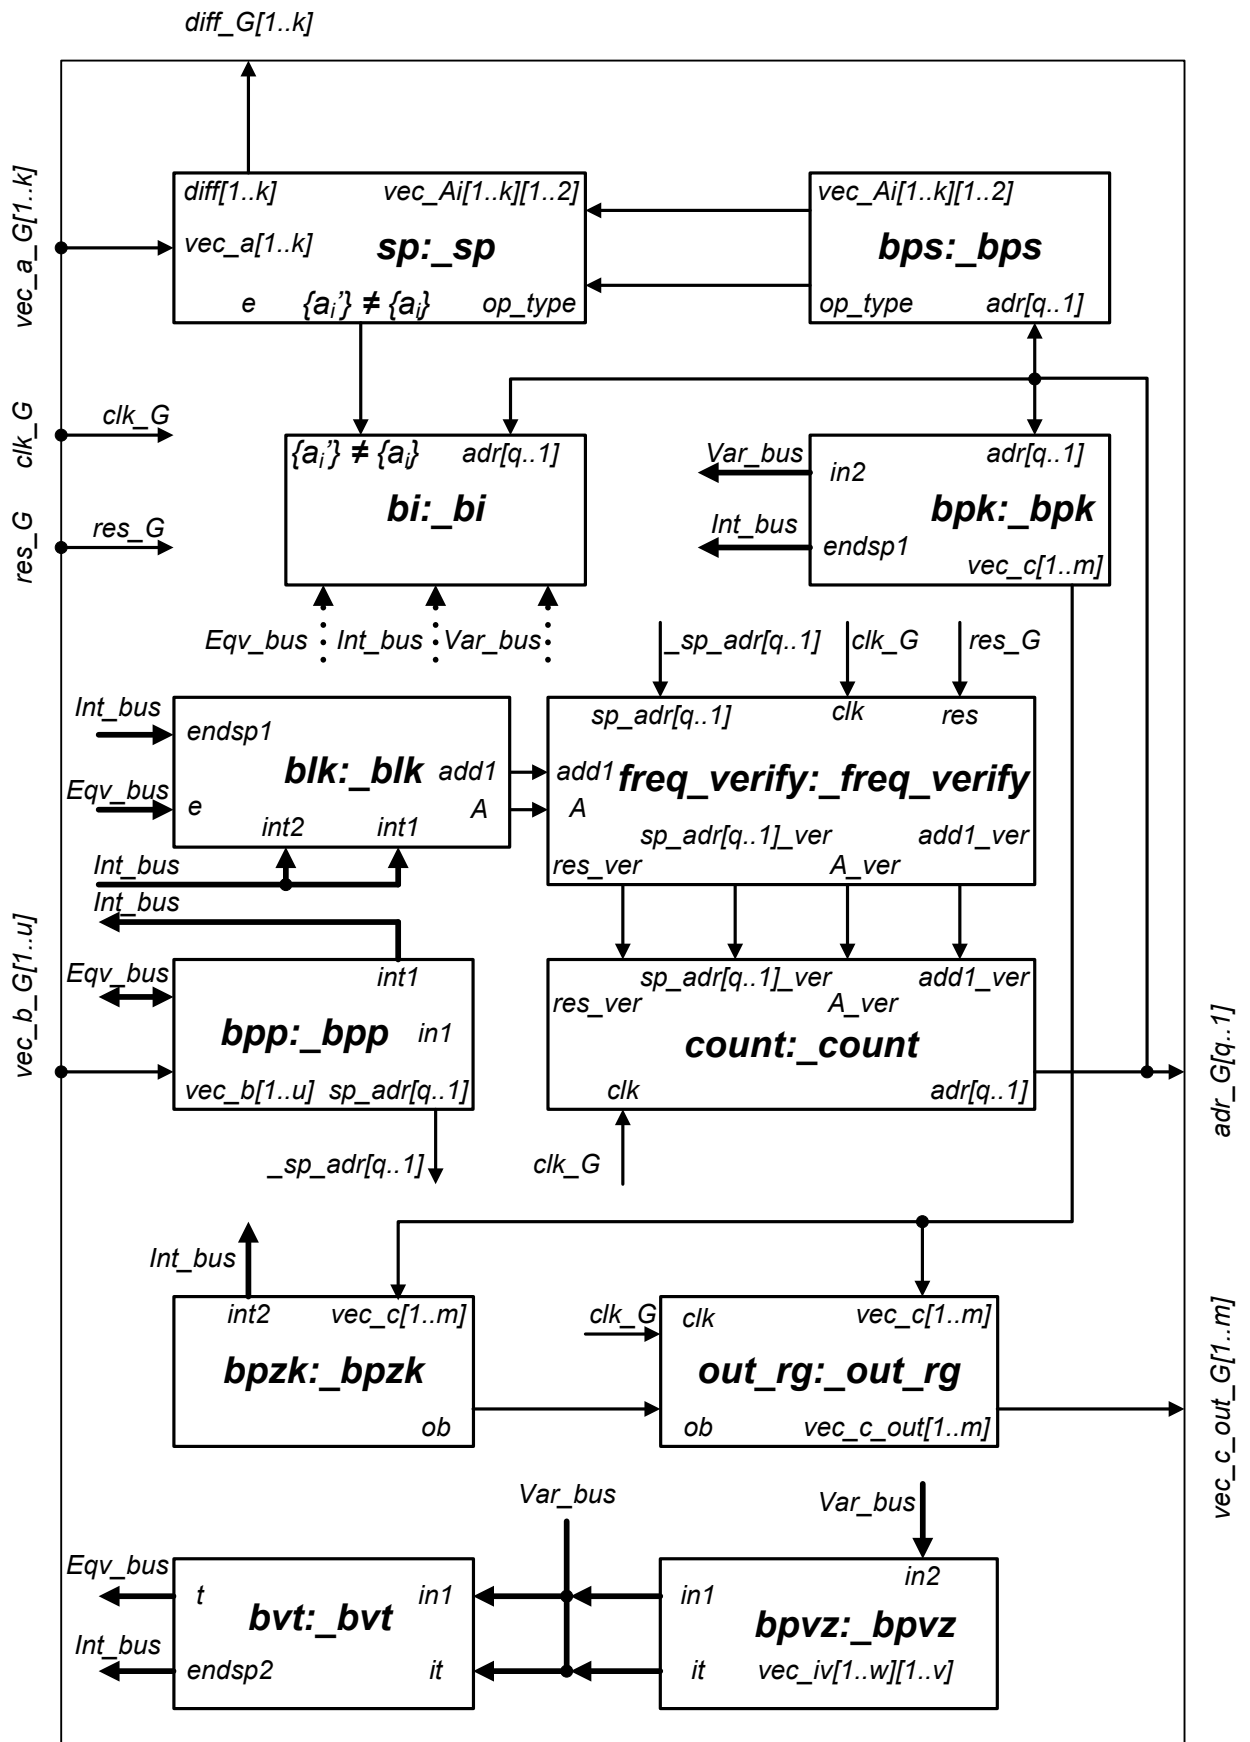 diff_G[1..k]
vec_a_G[1..k]
diff[1..k]
vec_Ai[1..k][1..2]
vec_a[1..k]
sp:_sp
e
{ai'} ≠ {ai}
op_type
vec_Ai[1..k][1..2]
bps:_bps
op_type
adr[q..1]
clk_G
clk_G
res_G
res_G
{ai'} ≠ {ai}
adr[q..1]
bi:_bi
Var_bus
in2
adr[q..1]
bpk:_bpk
Int_bus
endsp1
vec_c[1..m]
Eqv_bus
Int_bus
Var_bus
_sp_adr[q..1]
clk_G
res_G
Int_bus
endsp1
blk:_blk
add1
Eqv_bus
e
A
int2
int1
Int_bus
sp_adr[q..1]
clk
res
add1
freq_verify:_freq_verify
A
sp_adr[q..1]_ver
add1_ver
res_ver
A_ver
Int_bus
vec_b_G[1..u]
Eqv_bus
int1
bpp:_bpp
in1
vec_b[1..u]
sp_adr[q..1]
_sp_adr[q..1]
sp_adr[q..1]_ver
add1_ver
res_ver
A_ver
count:_count
clk
adr[q..1]
clk_G
adr_G[q..1]
Int_bus
int2
vec_c[1..m]
bpzk:_bpzk
ob
clk_G
clk
vec_c[1..m]
out_rg:_out_rg
ob
vec_c_out[1..m]
vec_c_out_G[1..m]
Var_bus
Var_bus
Eqv_bus
t
in1
bvt:_bvt
Int_bus
endsp2
it
in2
in1
bpvz:_bpvz
it
vec_iv[1..w][1..v]